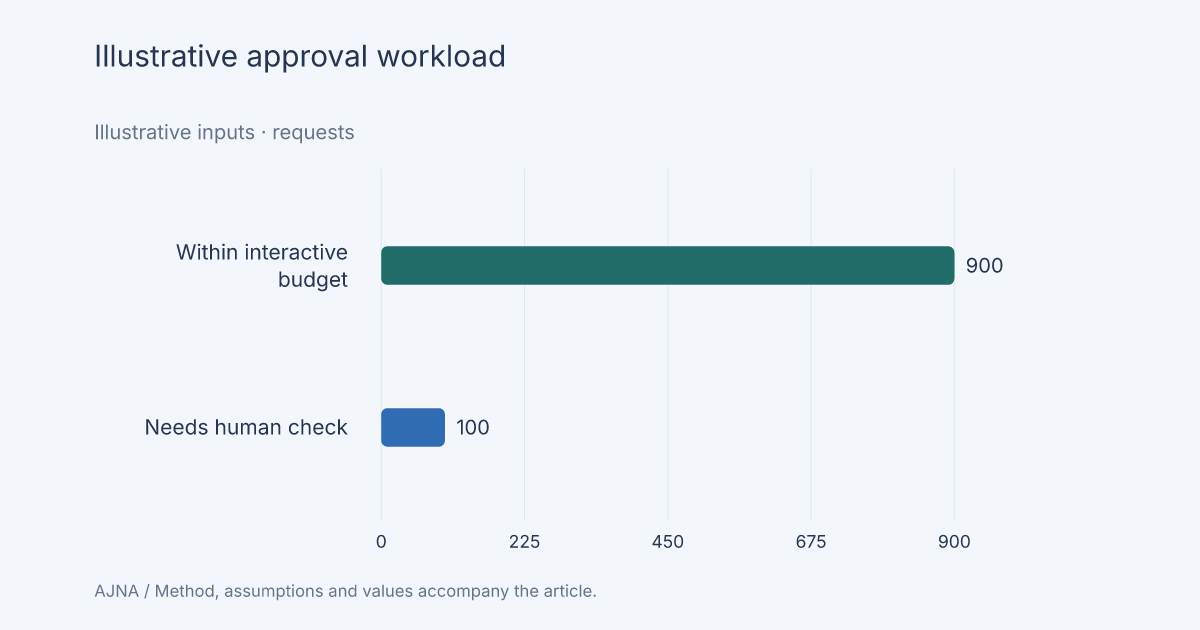 Illustrative approval workload
Illustrative inputs · requests
Within interactive
budget
900
Needs human check
100
0
225
450
675
900
AJNA / Method, assumptions and values accompany the article.